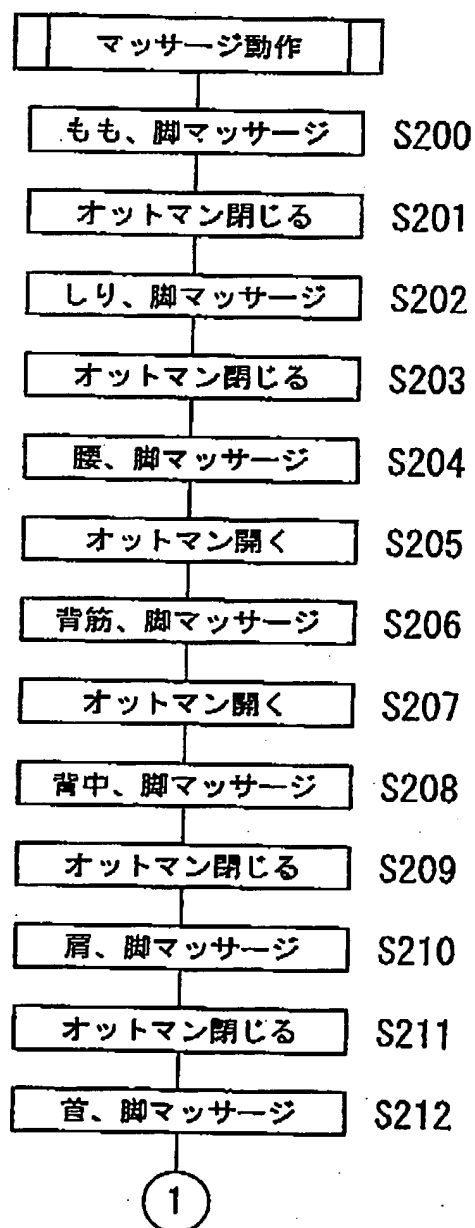 マッサージ動作
もも、脚マッサージ S200
オットマン閉じる S201
しり、脚マッサージ S202
オットマン閉じる S203
腰、脚マッサージ S204
オットマン開く S205
背筋、脚マッサージ S206
オットマン開く S207
背中、脚マッサージ S208
オットマン閉じる S209
肩、脚マッサージ S210
オットマン閉じる S211
首、脚マッサージ S212
1